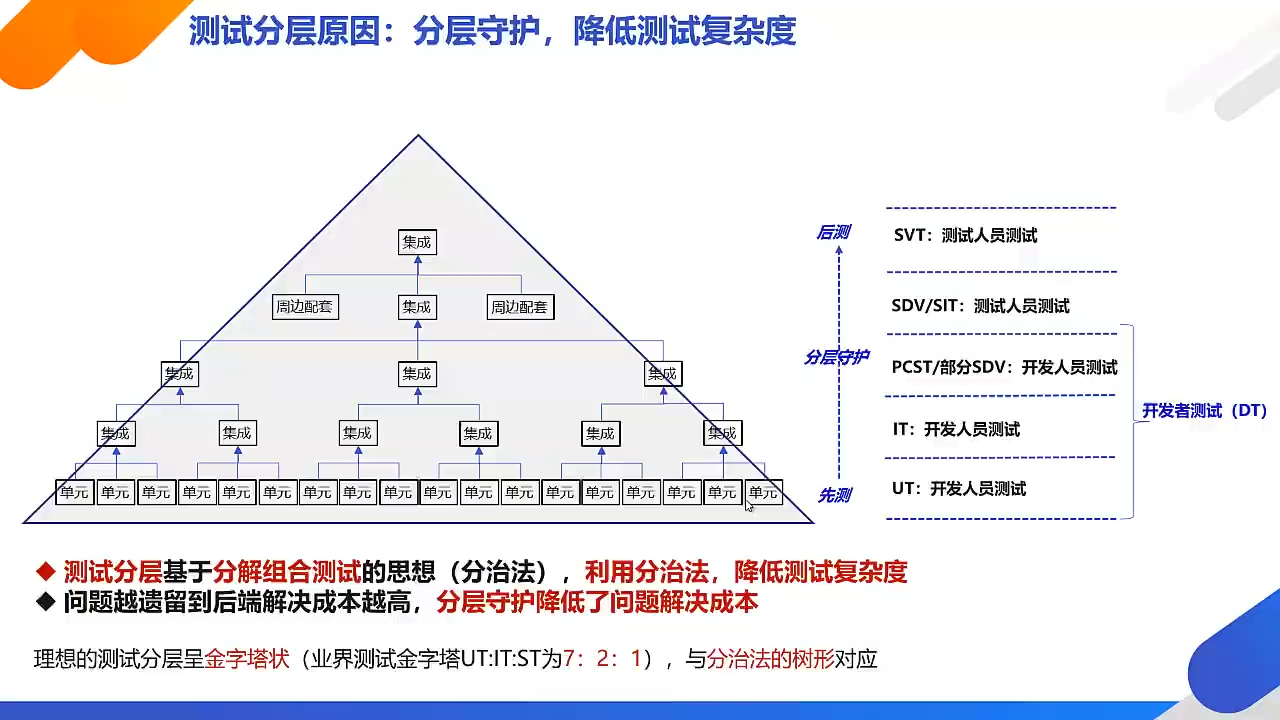 测试分层原因：分层守护，降低测试复杂度
集成
周边配套 集成 周边配套
集成 集成 集成
集成 集成 集成 集成 集成 集成
单元 单元 单元 单元 单元 单元 单元 单元 单元 单元 单元 单元 单元 单元 单元 单元 单元 单元
后测
分层守护
先测
SVT：测试人员测试
SDV/SIT：测试人员测试
PCST/部分SDV：开发人员测试
IT：开发人员测试
UT：开发人员测试
开发者测试（DT）
◆ 测试分层基于分解组合测试的思想（分治法），利用分治法，降低测试复杂度
◆ 问题越遗留到后端解决成本越高，分层守护降低了问题解决成本
理想的测试分层呈金字塔状（业界测试金字塔UT:IT:ST为7：2：1），与分治法的树形对应